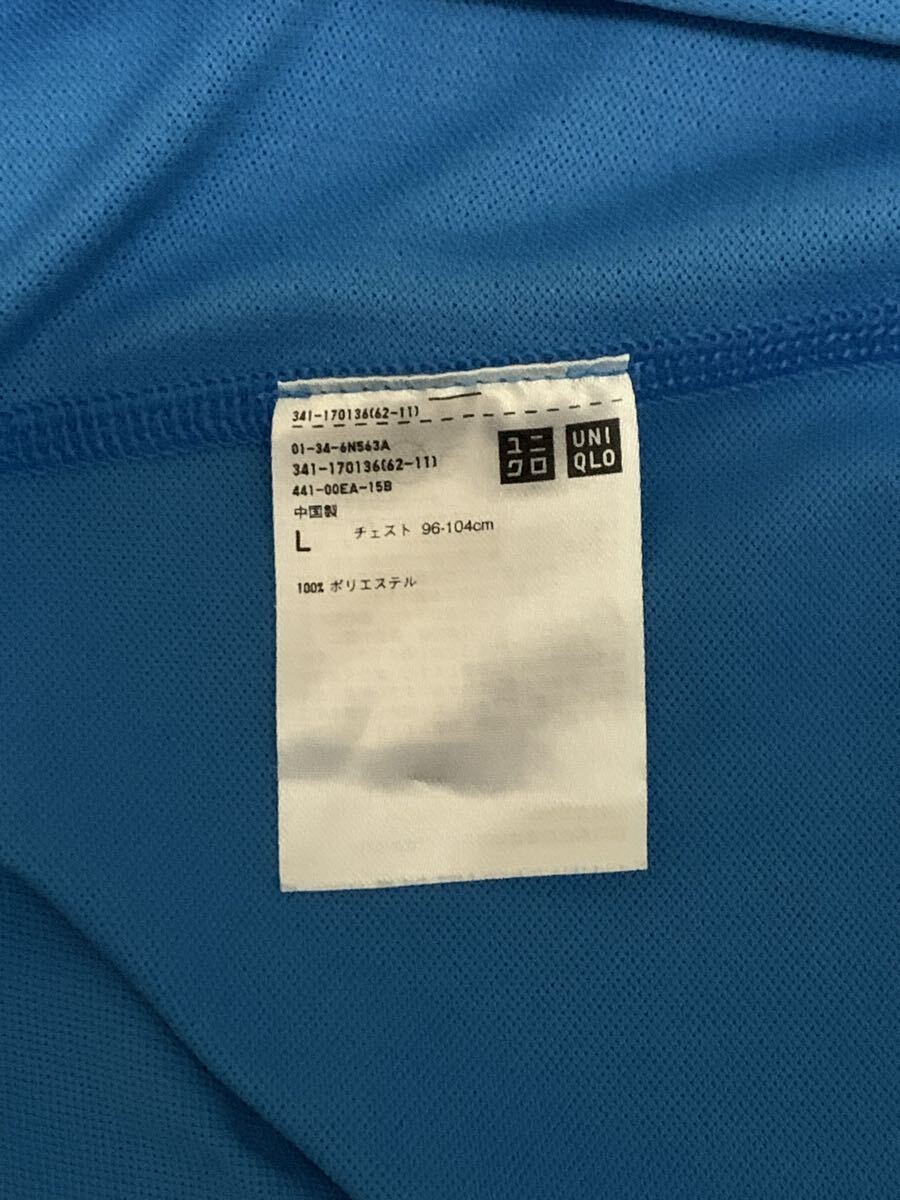 341-170136(62-11)
01-34-6N563A
341-170136(62-11)
441-00EA-15B
中国製
L チェスト 96-104cm
100% ポリエステル
ユニ
クロ
UNI
QLO